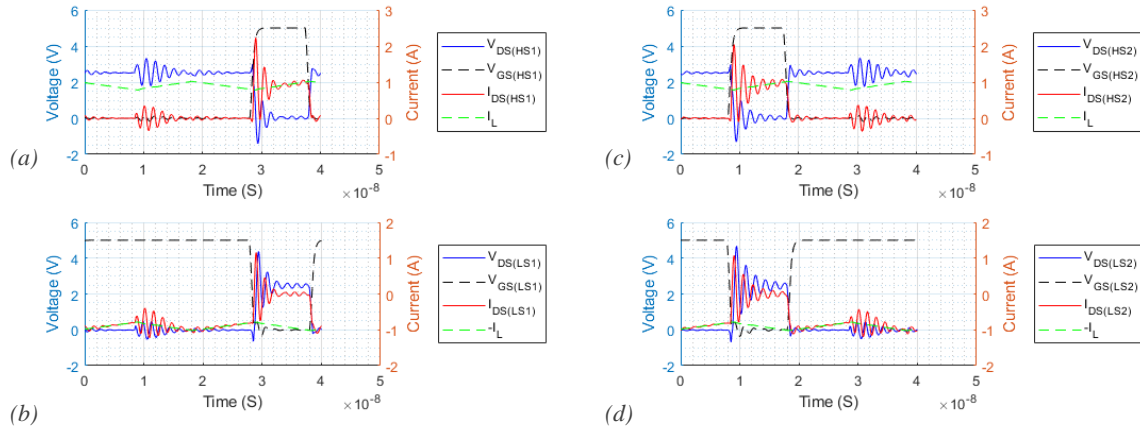 6
4
2
0
-2
Voltage (V)
3
2
1
0
-1
Current (A)
0
1
2
3
4
5
Time (S)
×10⁻⁸
V_DS(HS1)
V_GS(HS1)
I_DS(HS1)
I_L
(a)
6
4
2
0
-2
Voltage (V)
3
2
1
0
-1
Current (A)
0
1
2
3
4
5
Time (S)
×10⁻⁸
V_DS(HS2)
V_GS(HS2)
I_DS(HS2)
I_L
(c)
6
4
2
0
-2
Voltage (V)
2
1
0
-1
-2
Current (A)
0
1
2
3
4
5
Time (S)
×10⁻⁸
V_DS(LS1)
V_GS(LS1)
I_DS(LS1)
-I_L
(b)
6
4
2
0
-2
Voltage (V)
2
1
0
-1
-2
Current (A)
0
1
2
3
4
5
Time (S)
×10⁻⁸
V_DS(LS2)
V_GS(LS2)
I_DS(LS2)
-I_L
(d)